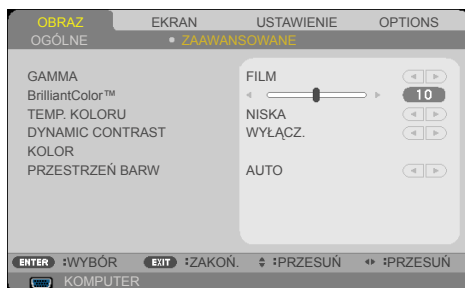 OBRAZ EKRAN USTAWIENIE OPTIONS
OGÓLNE • ZAAWANSOWANE
GAMMA FILM
BrilliantColor™ 10
TEMP. KOLORU NISKA
DYNAMIC CONTRAST WYŁĄCZ.
KOLOR
PRZESTRZEŃ BARW AUTO
ENTER :WYBÓR EXIT :ZAKOŃ. :PRZESUŃ :PRZESUŃ
KOMPUTER